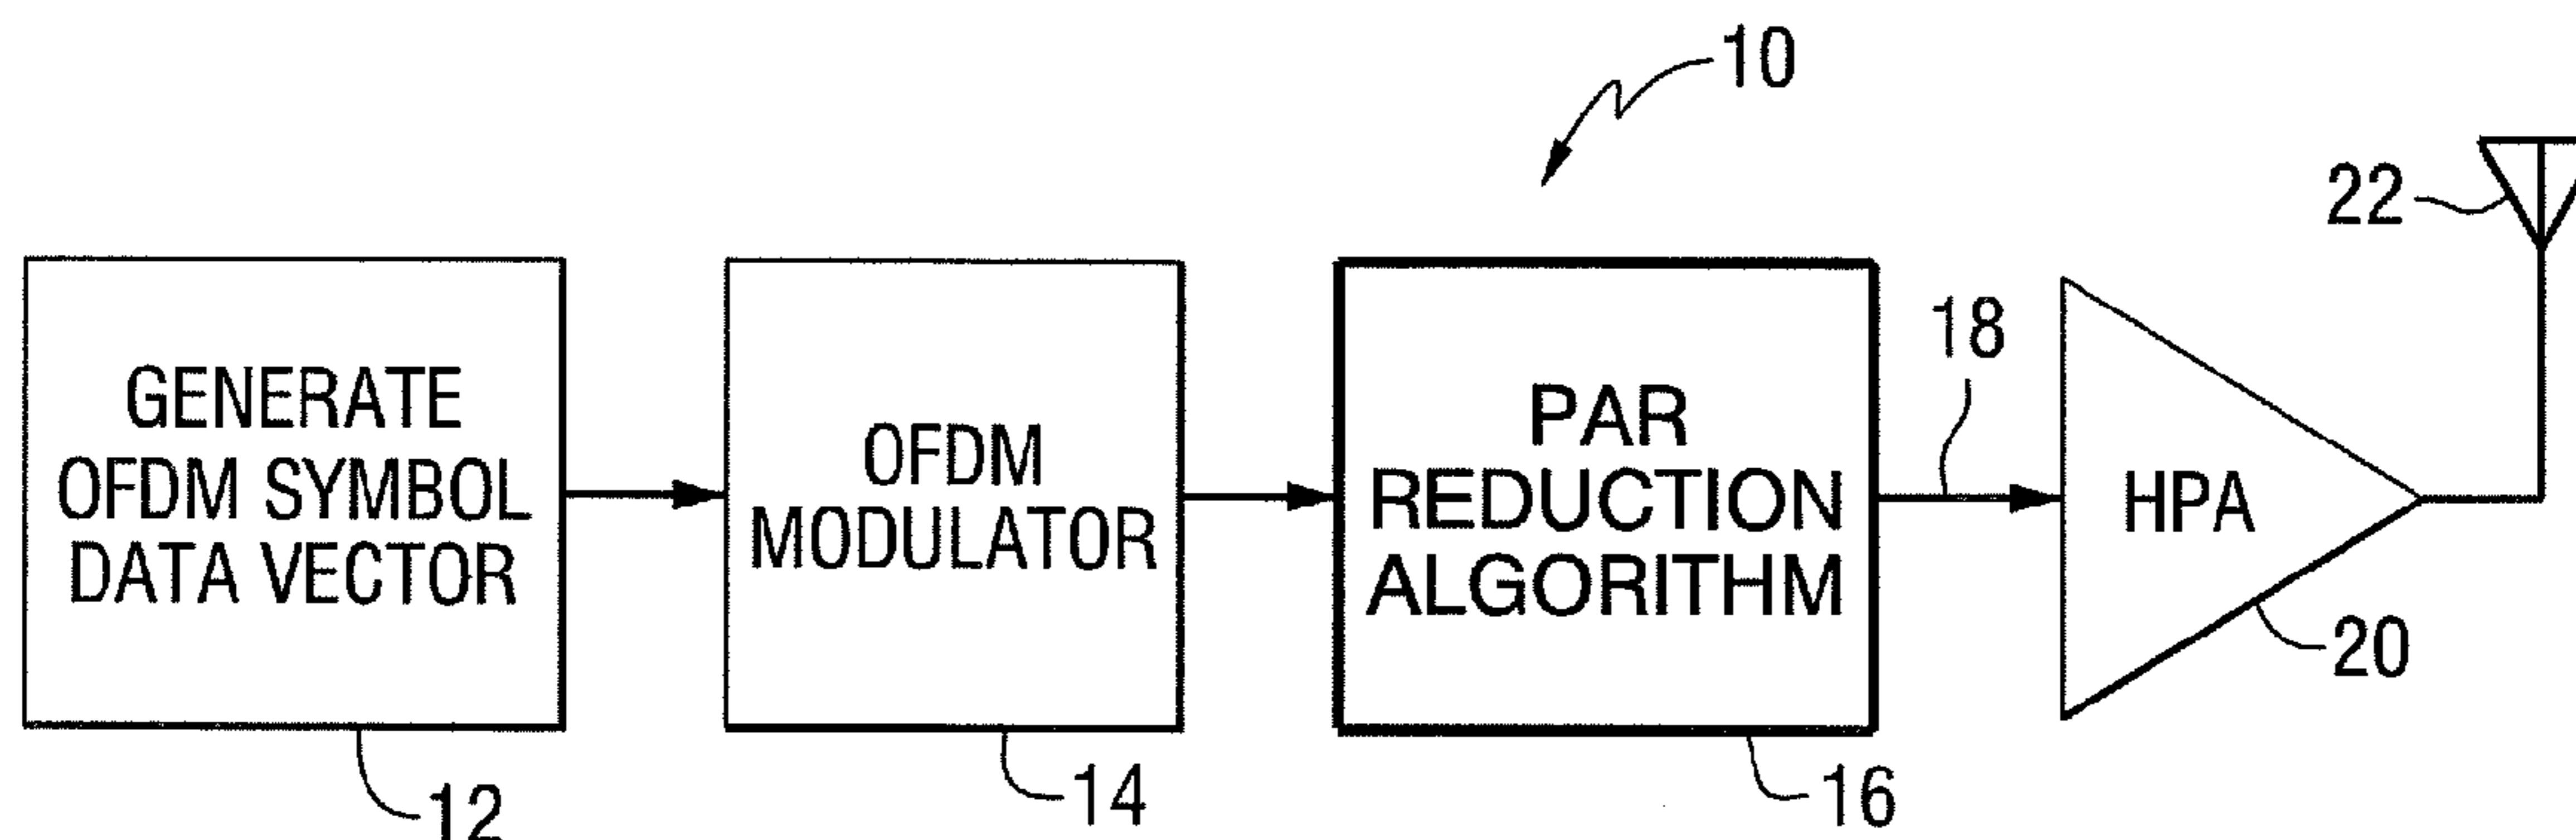 10
22
GENERATE
OFDM SYMBOL
DATA VECTOR
OFDM
MODULATOR
PAR
REDUCTION
ALGORITHM
18
HPA
20
12
14
16